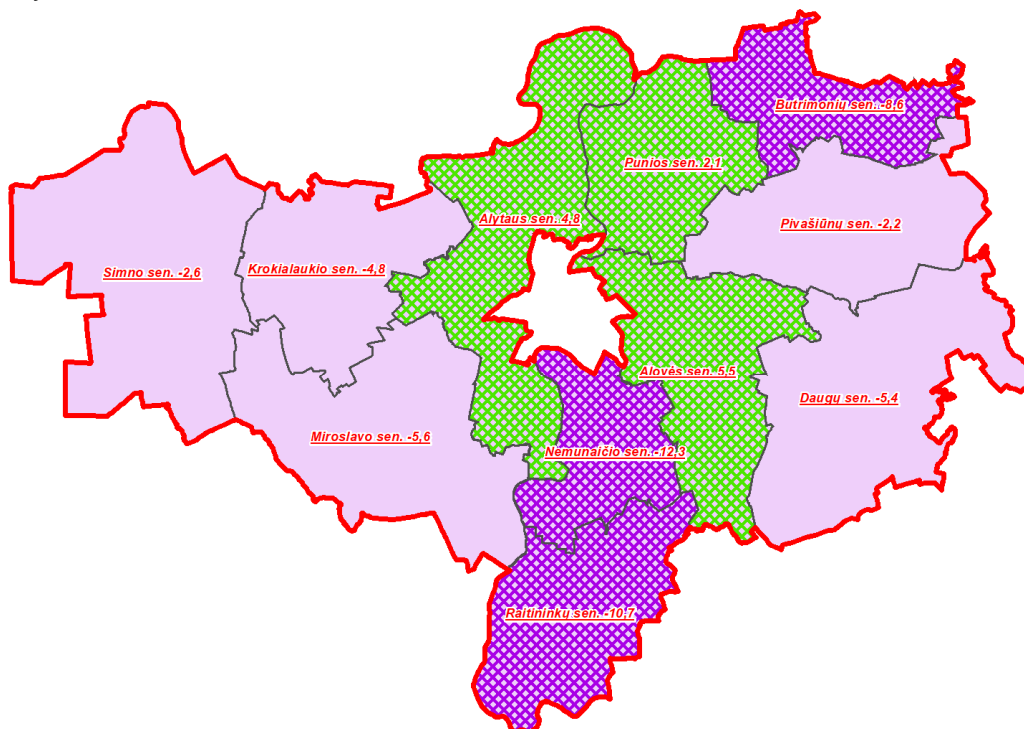 Butrimonių sen. -8,6
Punios sen. 2,1
Alytaus sen. 4,8
Pivašiūnų sen. -2,2
Simno sen. -2,6
Krokialaukio sen. -4,8
Alovės sen. 5,5
Daugų sen. -5,4
Miroslavo sen. -5,6
Nemunaičio sen. -12,3
Raitininkų sen. -10,7